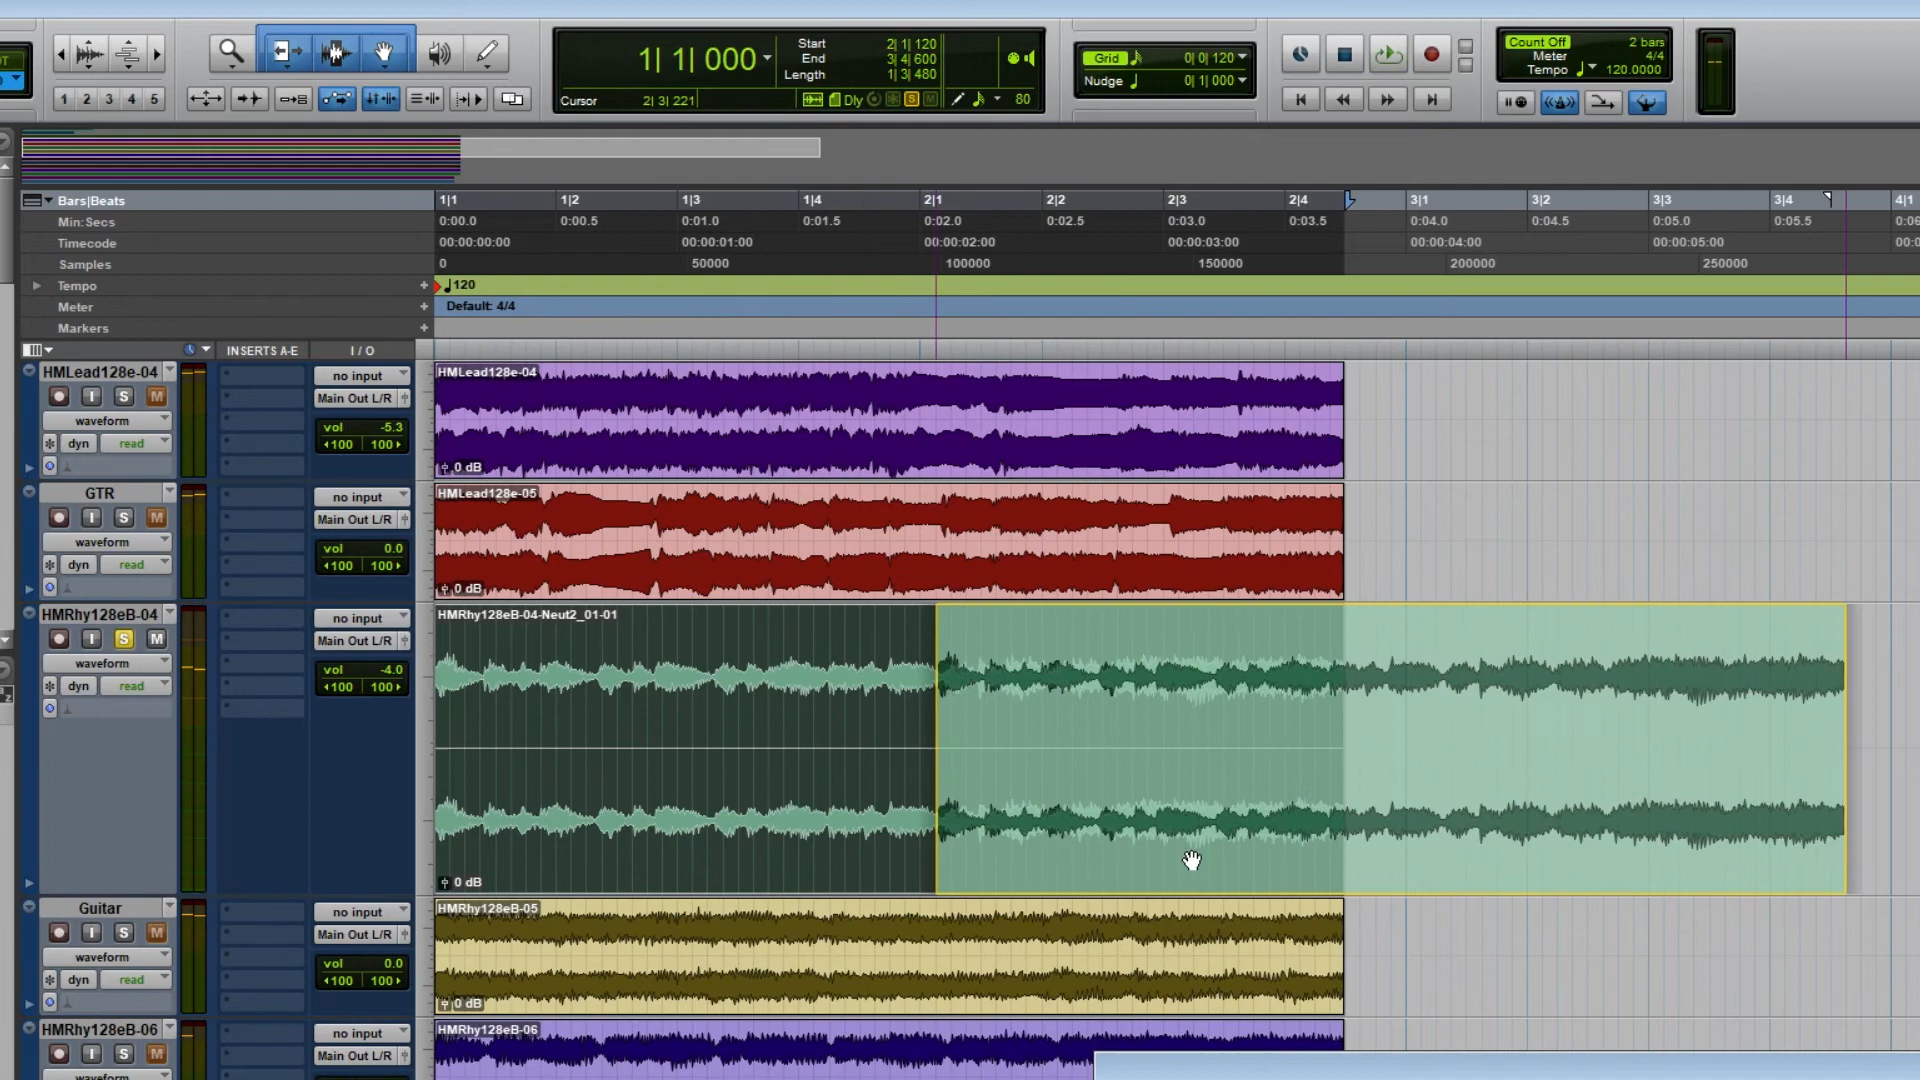 1| 1| 000
Start 2| 1| 120
End 3| 4| 600
Length 1| 3| 480
Cursor 2| 3| 221
Dly S M 80
Grid 0| 0| 120
Nudge 0| 1| 000
Count Off 2 bars
Meter 4/4
Tempo 120.0000
1 2 3 4 5
Bars|Beats 1|1 1|2 1|3 1|4 2|1 2|2 2|3 2|4 3|1 3|2 3|3 3|4 4|1
Min:Secs 0:00.0 0:00.5 0:01.0 0:01.5 0:02.0 0:02.5 0:03.0 0:03.5 0:04.0 0:04.5 0:05.0 0:05.5
Timecode 00:00:00:00 00:00:01:00 00:00:02:00 00:00:03:00 00:00:04:00 00:00:05:00
Samples 0 50000 100000 150000 200000 250000
Tempo + 120
Meter + Default: 4/4
Markers +
INSERTS A-E I / O
HMLead128e-04 no input HMLead128e-04
I S M Main Out L/R
waveform vol -5.3
dyn read 100 100
0 dB
GTR no input HMLead128e-05
I S M Main Out L/R
waveform vol 0.0
dyn read 100 100
0 dB
HMRhy128eB-04 no input HMRhy128eB-04-Neut2_01-01
I S M Main Out L/R
waveform vol -4.0
dyn read 100 100
0 dB
Guitar no input HMRhy128eB-05
I S M Main Out L/R
waveform vol 0.0
dyn read 100 100
0 dB
HMRhy128eB-06 no input HMRhy128eB-06
I S M Main Out L/R
waveform